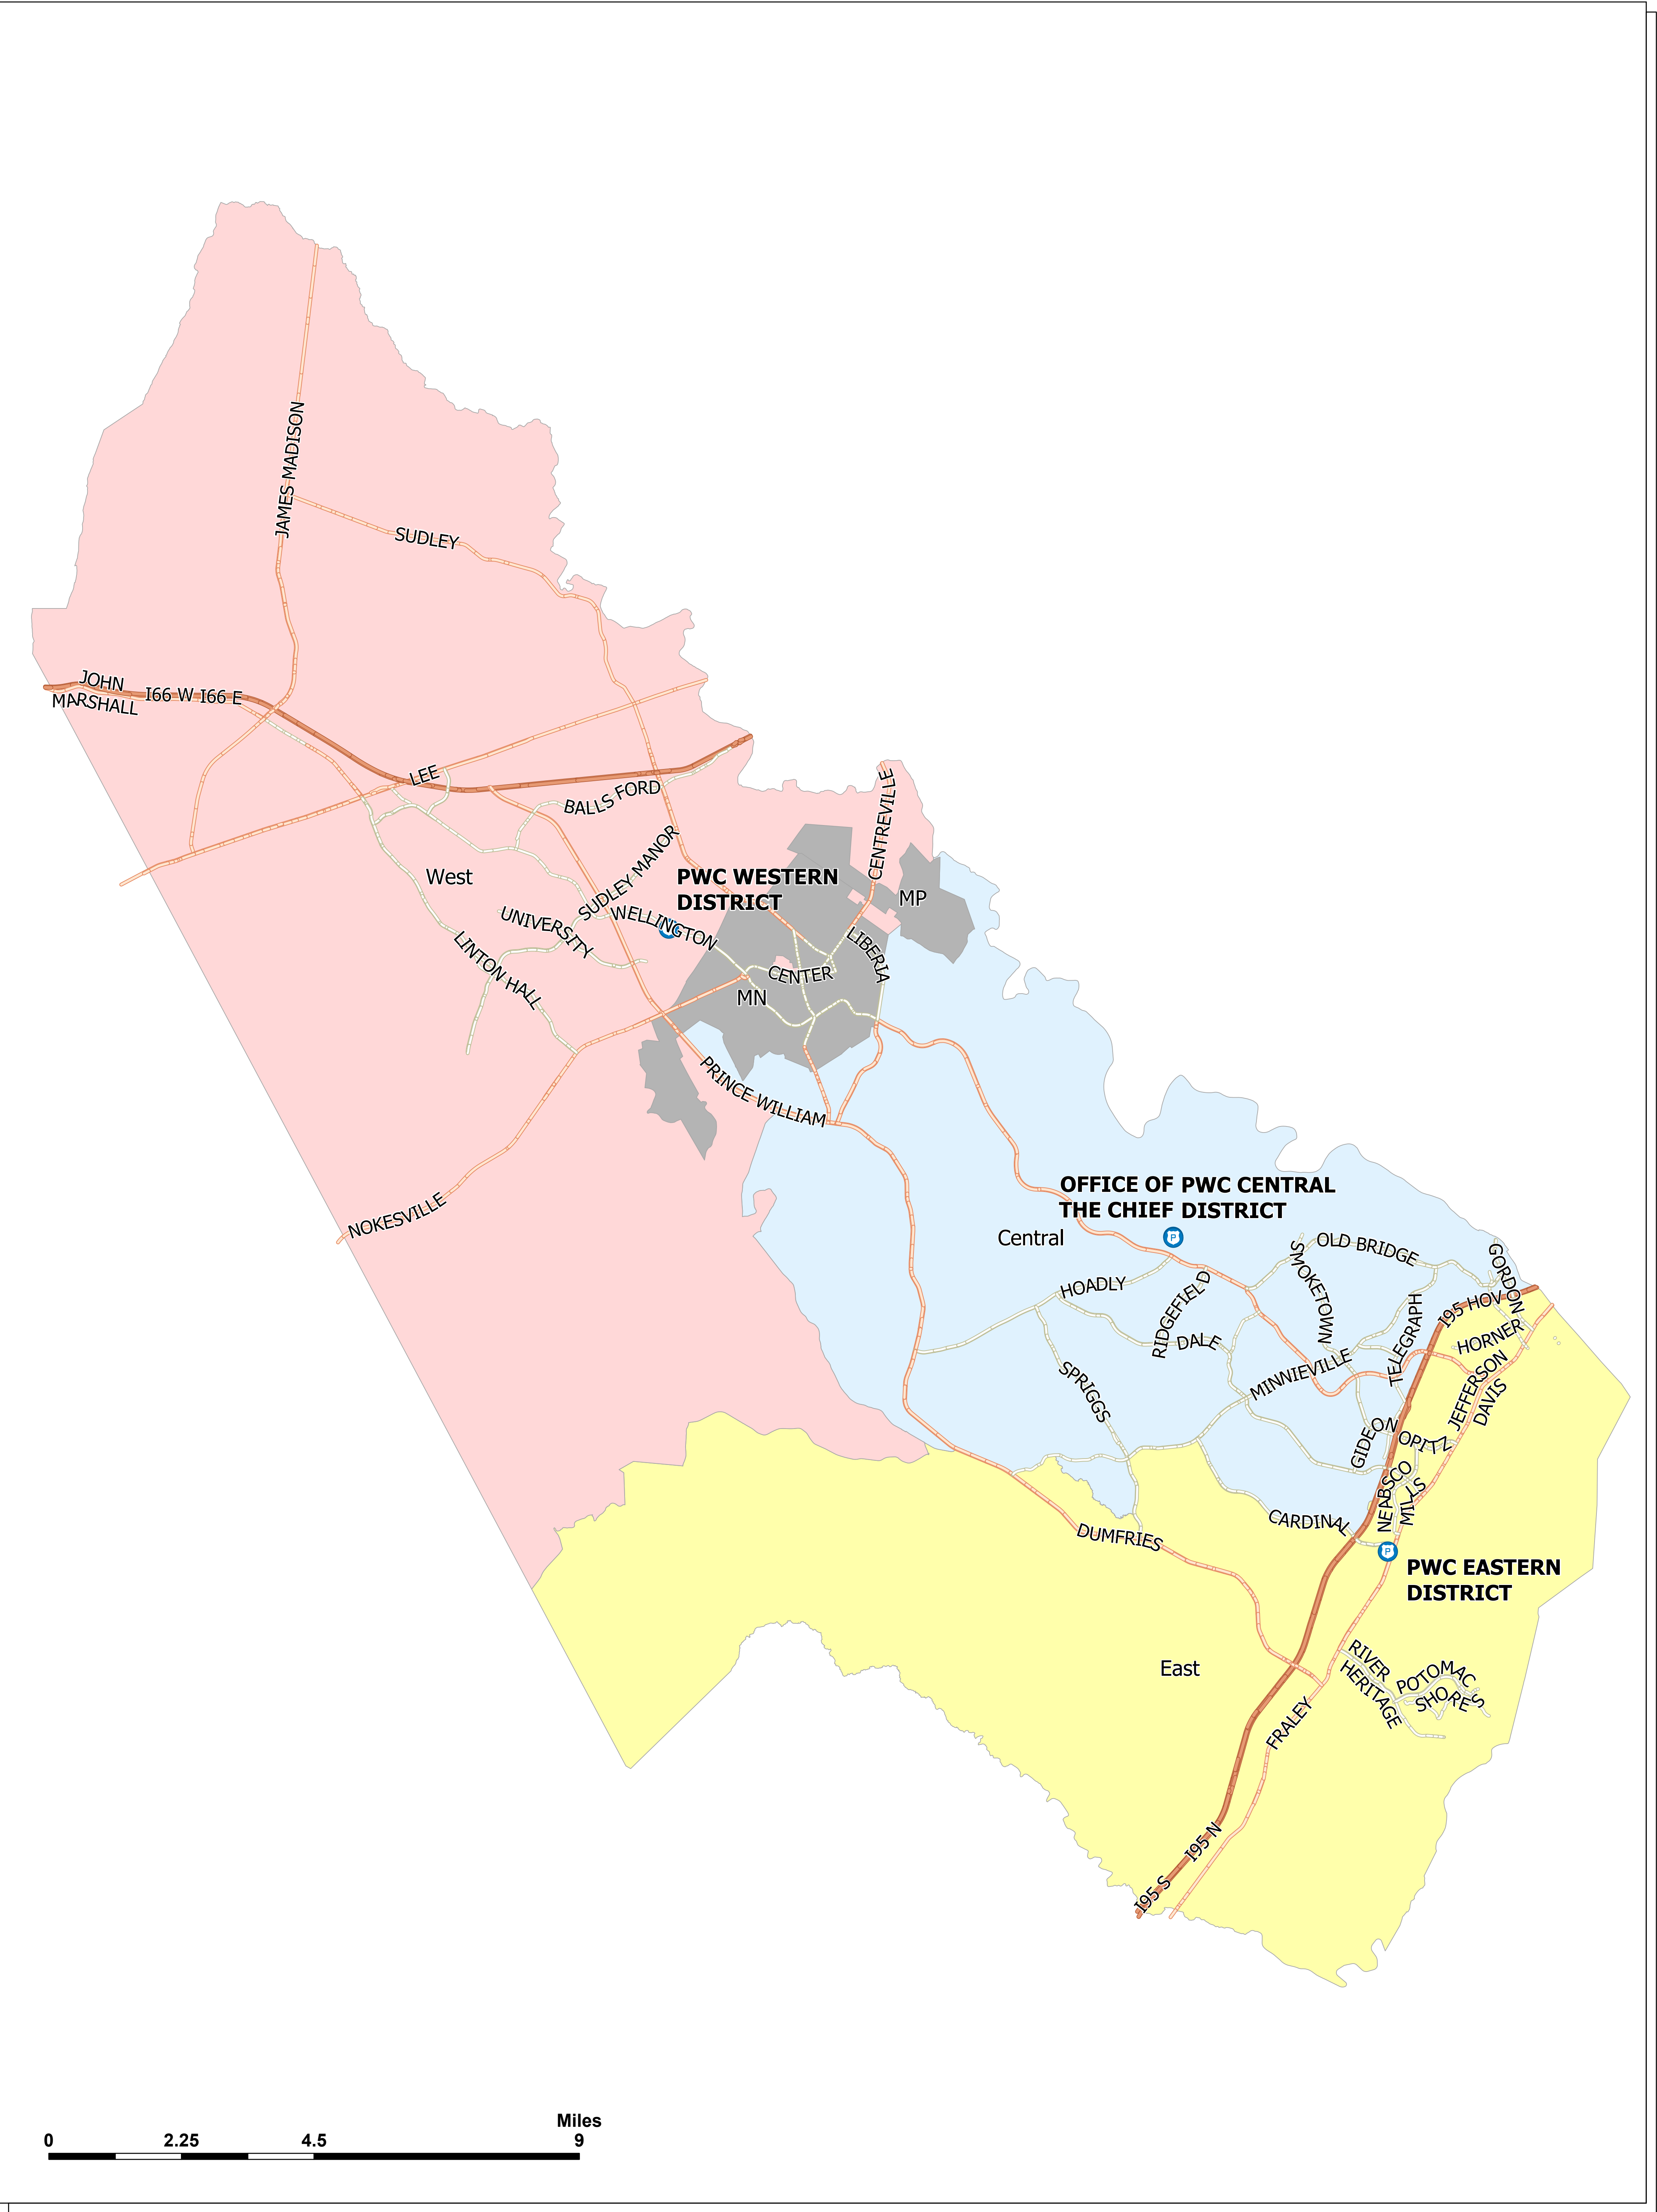 JAMES MADISON
SUDLEY
JOHN
MARSHALL
I66 W I66 E
LEE
BALLS FORD
CENTREVILLE
SUDLEY MANOR
West
PWC WESTERN
DISTRICT
MP
UNIVERSITY
WELLINGTON
LIBERIA
LINTON HALL
CENTER
MN
PRINCE WILLIAM
NOKESVILLE
OFFICE OF
THE CHIEF
PWC CENTRAL
DISTRICT
P
Central
OLD BRIDGE
SMOKETOWN
GORDON
HOADLY
RIDGEFIELD
DALE
TELEGRAPH
I95 HOV
HORNER
MINNIEVILLE
SPRIGGS
JEFFERSON
DAVIS
GIDEON
OPITZ
NEABSCO
MILLS
CARDINAL
DUMFRIES
P
PWC EASTERN
DISTRICT
East
RIVER
HERITAGE
POTOMAC
SHORES
FRALEY
I95 N
I95 S
Miles
0 2.25 4.5 9